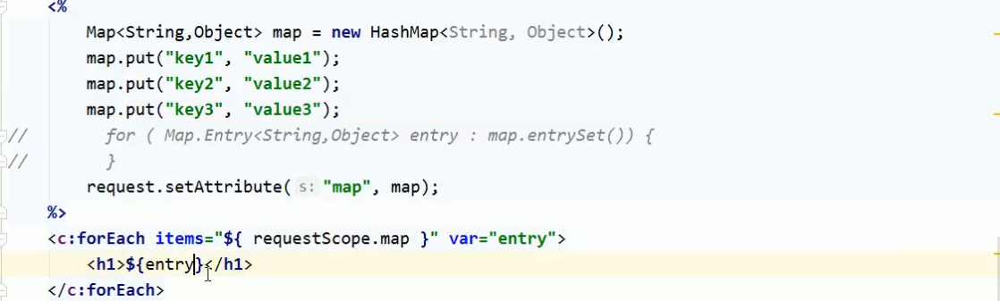 <%
Map<String,Object> map = new HashMap<String, Object>();
map.put("key1", "value1");
map.put("key2", "value2");
map.put("key3", "value3");
// for ( Map.Entry<String,Object> entry : map.entrySet()) {
// }
request.setAttribute( s: "map", map);
%>
<c:forEach items="${ requestScope.map }" var="entry">
<h1>${entry}</h1>
</c:forEach>